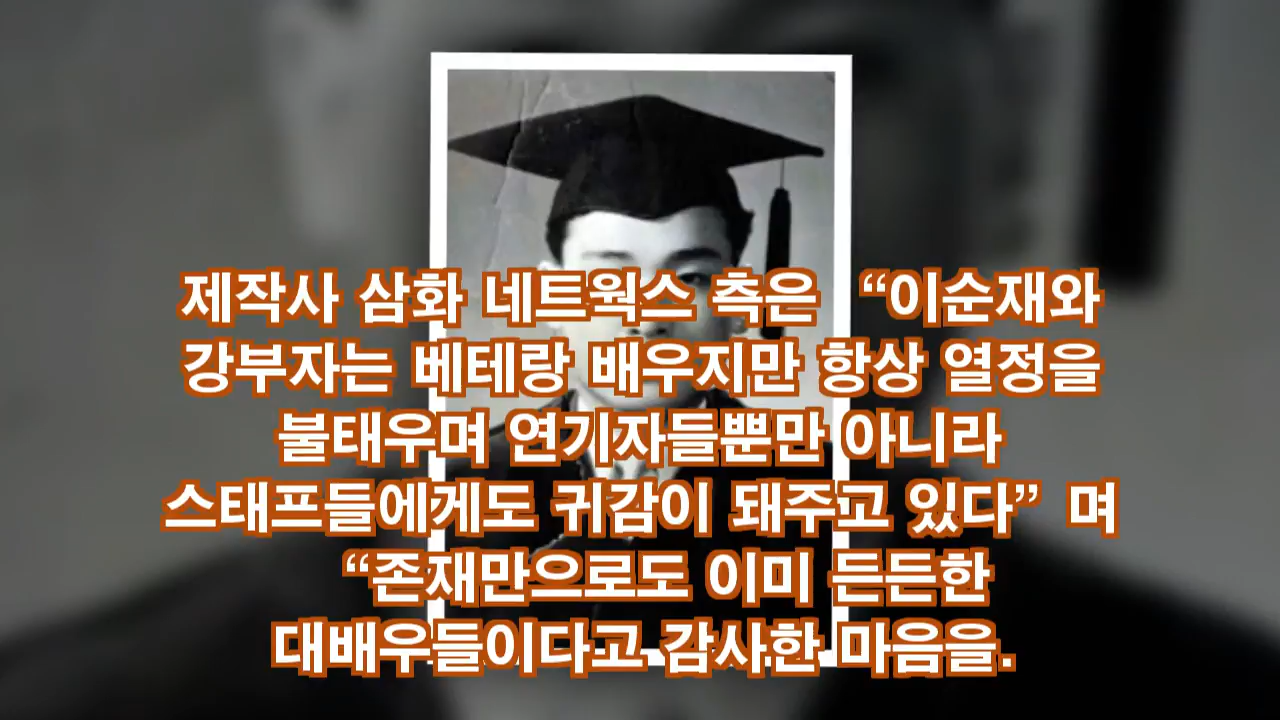 제작사 삼화 네트웍스 측은 “이순재와
강부자는 베테랑 배우지만 항상 열정을
불태우며 연기자들뿐만 아니라
스태프들에게도 귀감이 돼주고 있다” 며
“존재만으로도 이미 든든한
대배우들이다고 감사한 마음을.